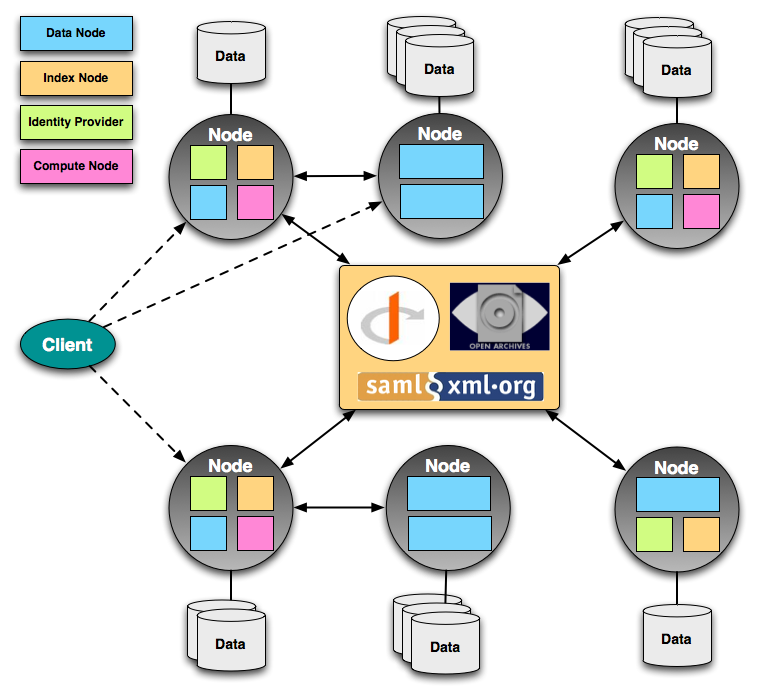 Data Node
Index Node
Identity Provider
Compute Node
Data
Data
Data
Node
Node
Node
OPEN ARCHIVES
saml xml·org
Client
Node
Node
Node
Data
Data
Data